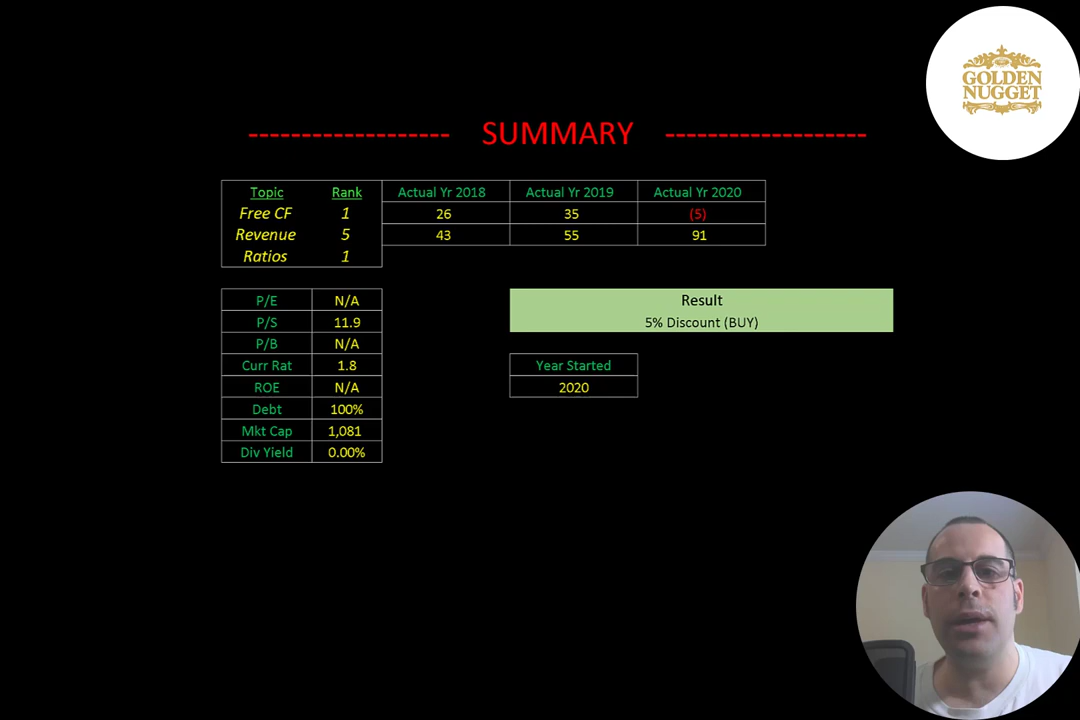 GOLDEN
NUGGET
------------------- SUMMARY -------------------
Topic Rank Actual Yr 2018 Actual Yr 2019 Actual Yr 2020
Free CF 1 26 35 (5)
Revenue 5 43 55 91
Ratios 1
P/E N/A
P/S 11.9
P/B N/A
Curr Rat 1.8
ROE N/A
Debt 100%
Mkt Cap 1,081
Div Yield 0.00%
Result
5% Discount (BUY)
Year Started
2020